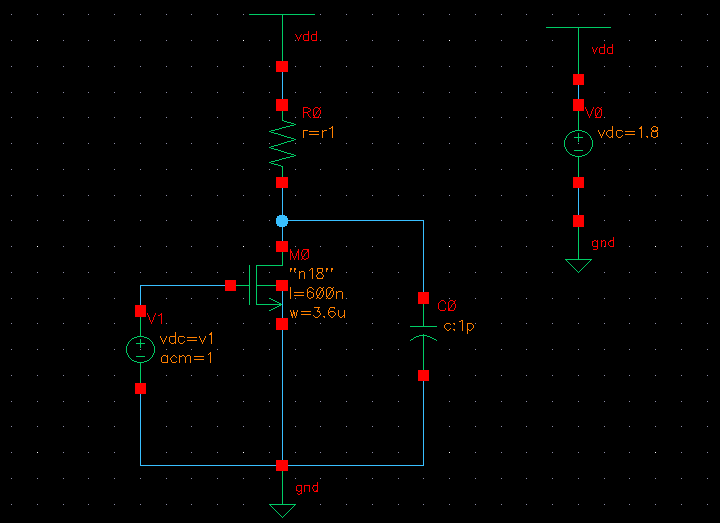 vdd
vdd
R0
r=r1
V0
vdc=1.8
gnd
M0
"n18"
l=600n
w=3.6u
V1
vdc=v1
acm=1
C0
c:1p
gnd